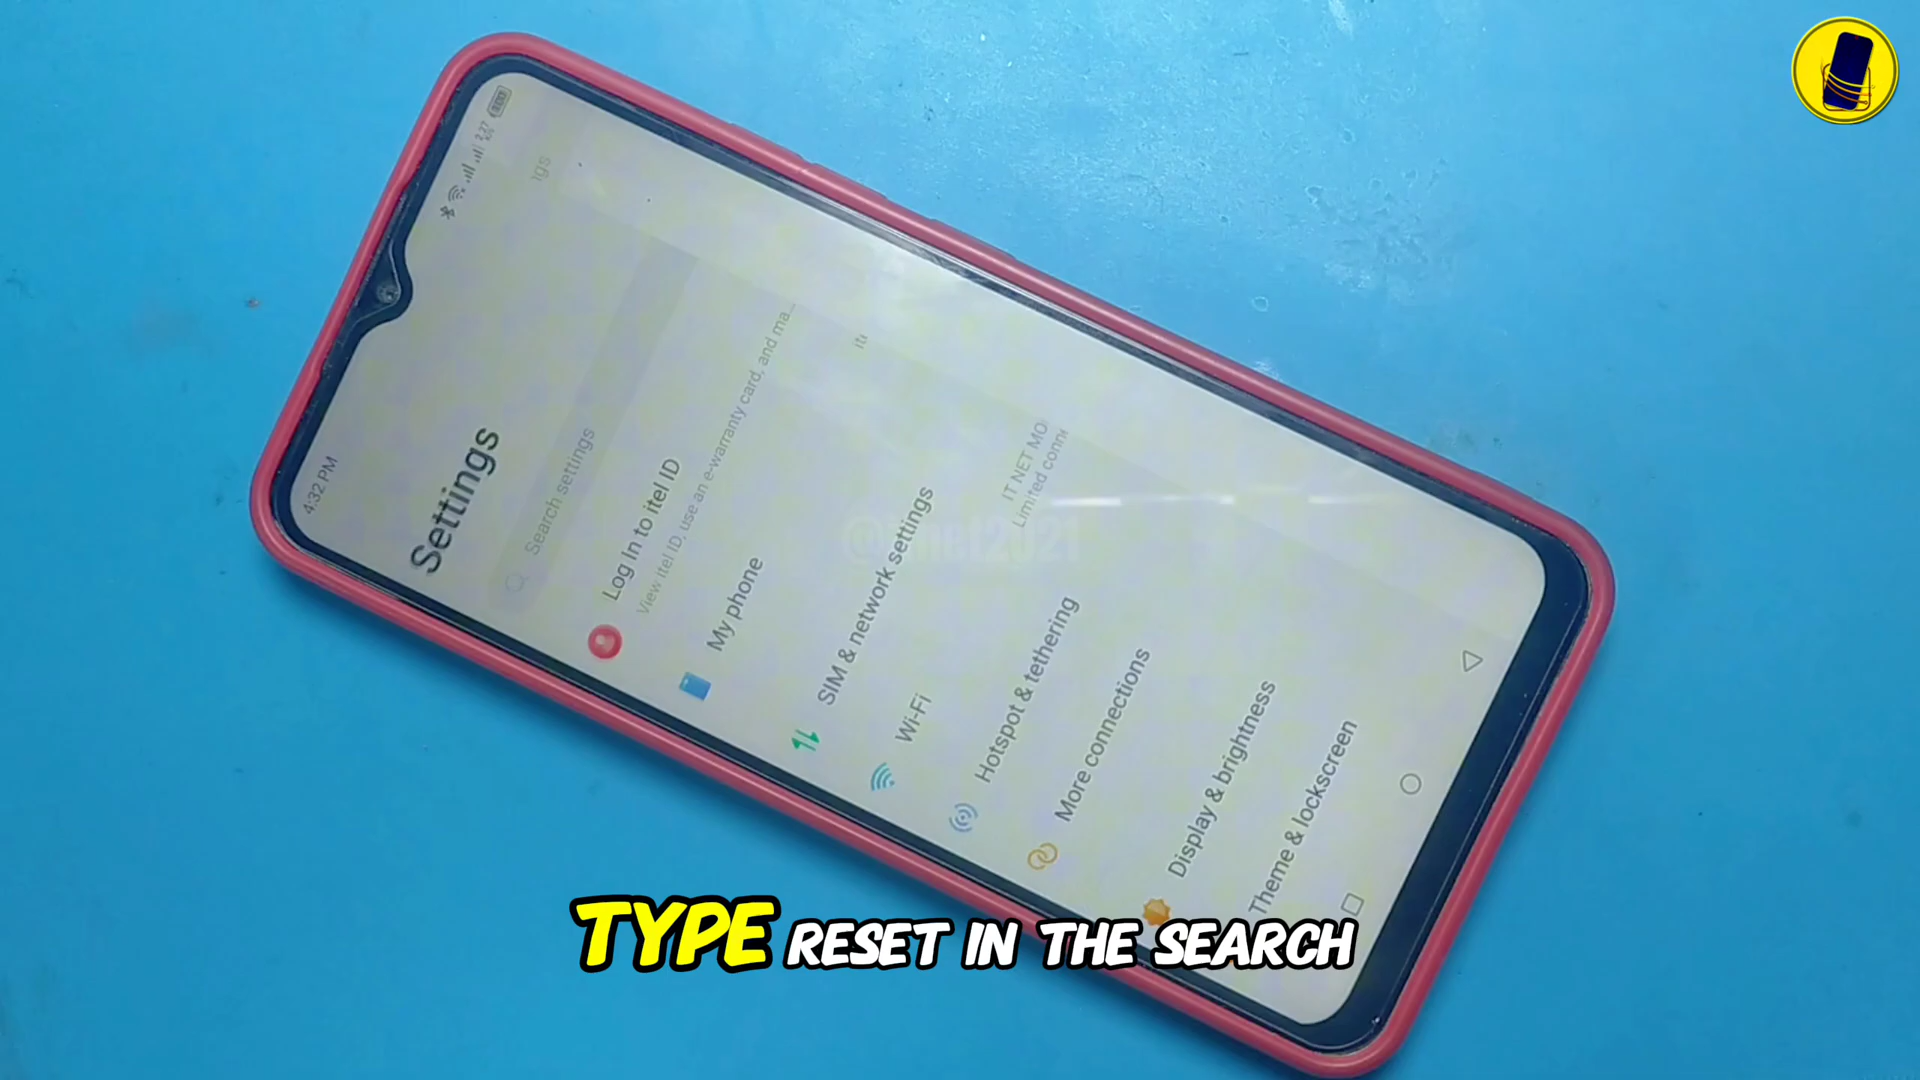 4:32 PM
Settings
Search settings
Log In to itel ID
View itel ID, use an e-warranty card, and ma...
My phone
SIM & network settings
Wi-Fi
IT NET MO
Limited conn
Hotspot & tethering
More connections
Display & brightness
Theme & lockscreen
TYPE RESET IN THE SEARCH